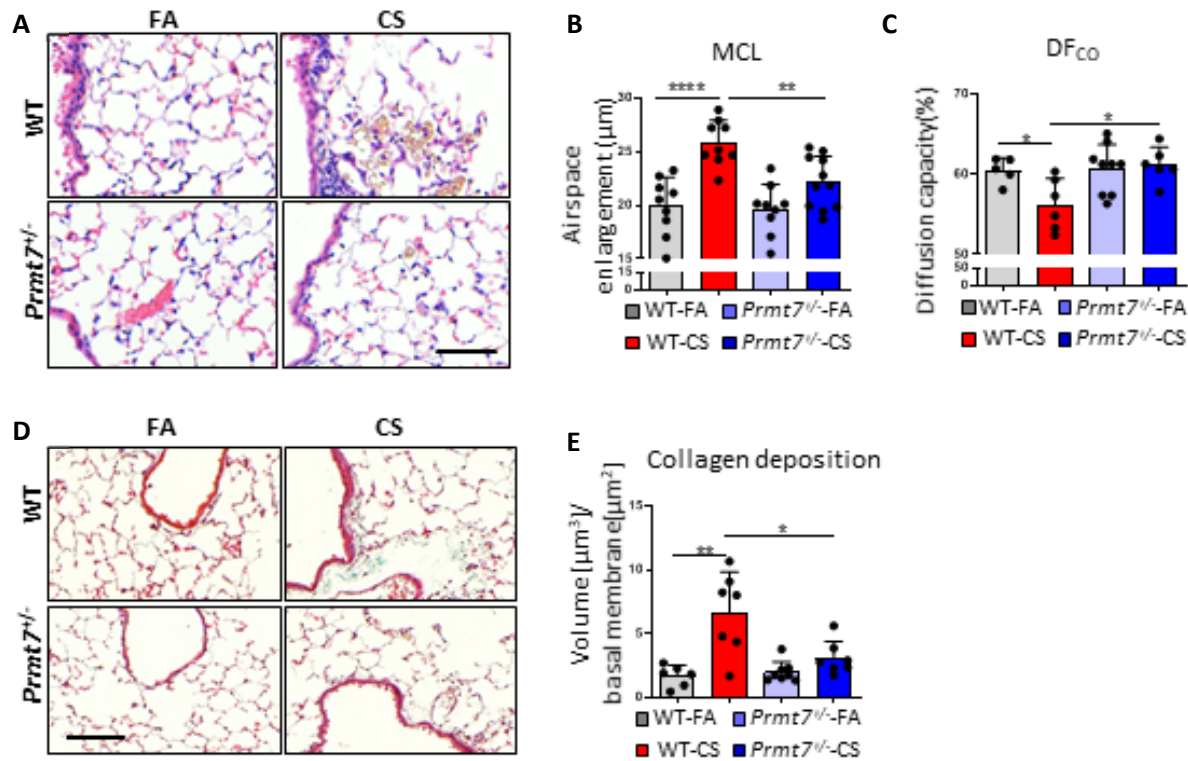 A
FA
CS
WT
Prmt7+/-
B
MCL
**** **
Airspace
enlargement (µm)
30
25
20
15
15
0
WT-FA Prmt7+/--FA
WT-CS Prmt7+/--CS
C
DFCO
* *
Diffusion capacity(%)
70
60
50
50
0
WT-FA Prmt7+/--FA
WT-CS Prmt7+/--CS
D
FA
CS
WT
Prmt7+/-
E
Collagen deposition
** *
Volume [µm³]/
basal membrane[µm²]
15
10
5
0
WT-FA Prmt7+/--FA
WT-CS Prmt7+/--CS